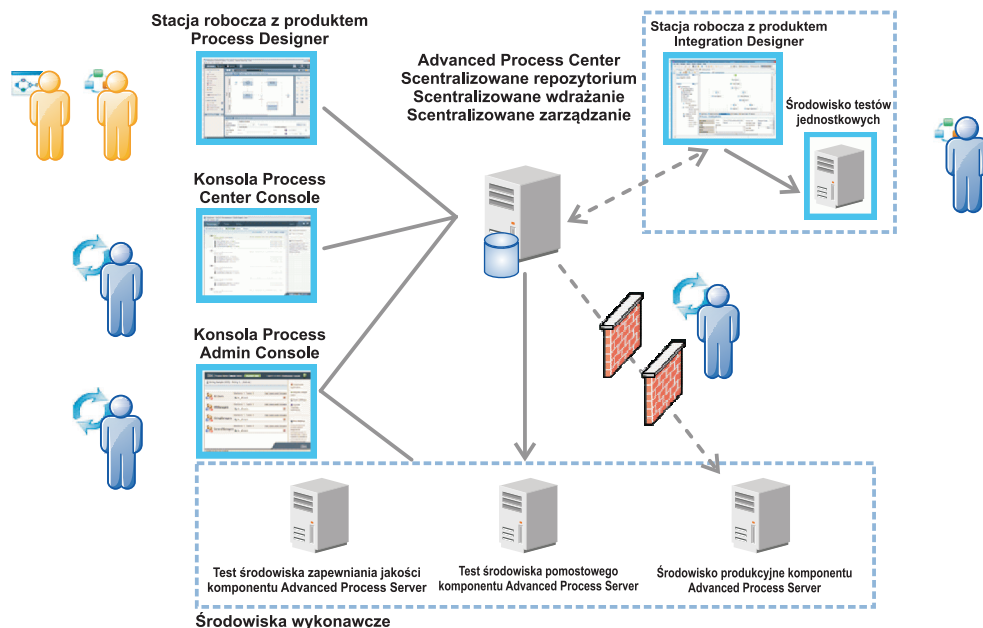 Stacja robocza z produktem
Process Designer
Advanced Process Center
Scentralizowane repozytorium
Scentralizowane wdrażanie
Scentralizowane zarządzanie
Stacja robocza z produktem
Integration Designer
Środowisko testów
jednostkowych
Konsola Process
Center Console
Konsola Process
Admin Console
Test środowiska zapewniania jakości
komponentu Advanced Process Server
Test środowiska pomostowego
komponentu Advanced Process Server
Środowisko produkcyjne komponentu
Advanced Process Server
Środowiska wykonawcze